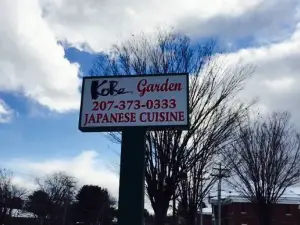 KoBe Garden
207-373-0333
JAPANESE CUISINE